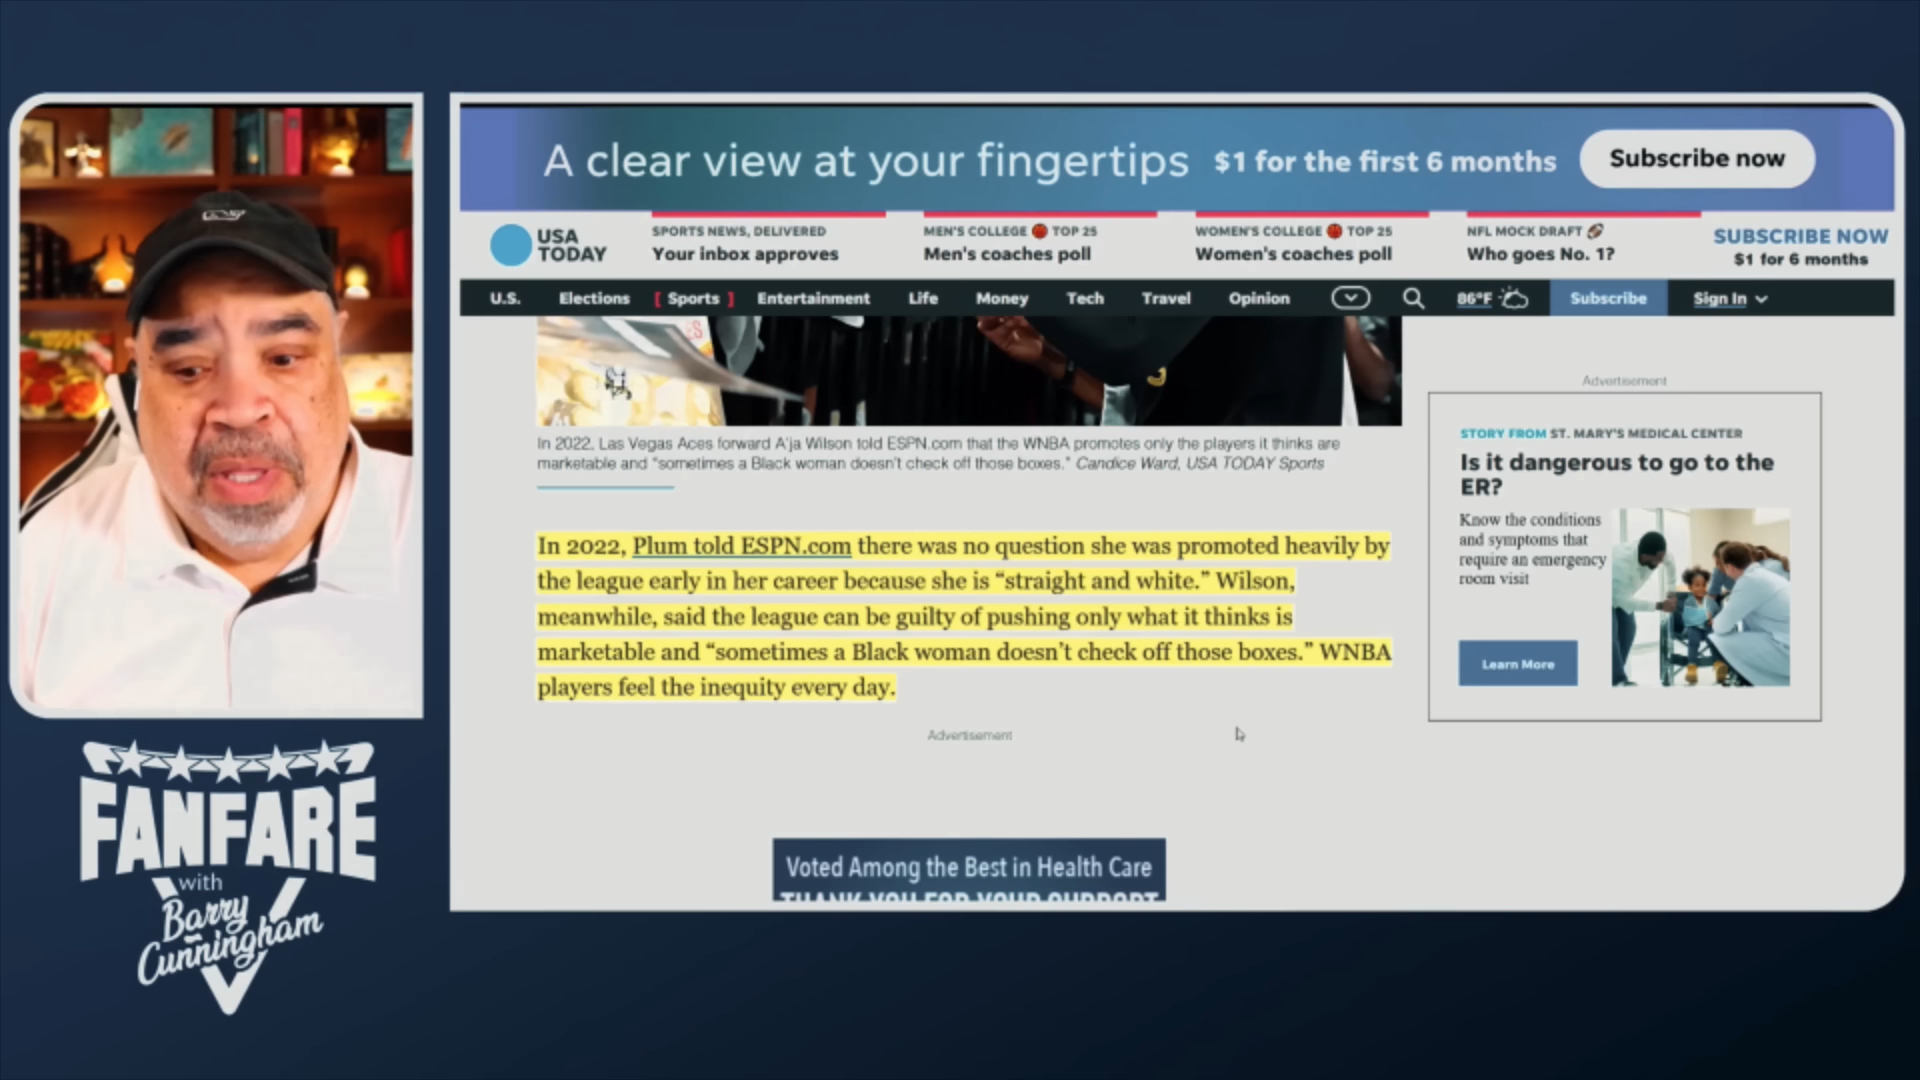 A clear view at your fingertips $1 for the first 6 months Subscribe now
USA
TODAY
SPORTS NEWS, DELIVERED
Your inbox approves
MEN'S COLLEGE 🏀 TOP 25
Men's coaches poll
WOMEN'S COLLEGE 🏀 TOP 25
Women's coaches poll
NFL MOCK DRAFT 🏈
Who goes No. 1?
SUBSCRIBE NOW
$1 for 6 months
U.S. Elections [ Sports ] Entertainment Life Money Tech Travel Opinion 86°F Subscribe Sign In
In 2022, Las Vegas Aces forward A'ja Wilson told ESPN.com that the WNBA promotes only the players it thinks are
marketable and "sometimes a Black woman doesn't check off those boxes." Candice Ward, USA TODAY Sports
In 2022, Plum told ESPN.com there was no question she was promoted heavily by
the league early in her career because she is “straight and white.” Wilson,
meanwhile, said the league can be guilty of pushing only what it thinks is
marketable and “sometimes a Black woman doesn’t check off those boxes.” WNBA
players feel the inequity every day.
Advertisement
Voted Among the Best in Health Care
THANK YOU FOR YOUR SUPPORT
Advertisement
STORY FROM ST. MARY'S MEDICAL CENTER
Is it dangerous to go to the
ER?
Know the conditions
and symptoms that
require an emergency
room visit
Learn More
FANFARE
with
Barry
Cunningham